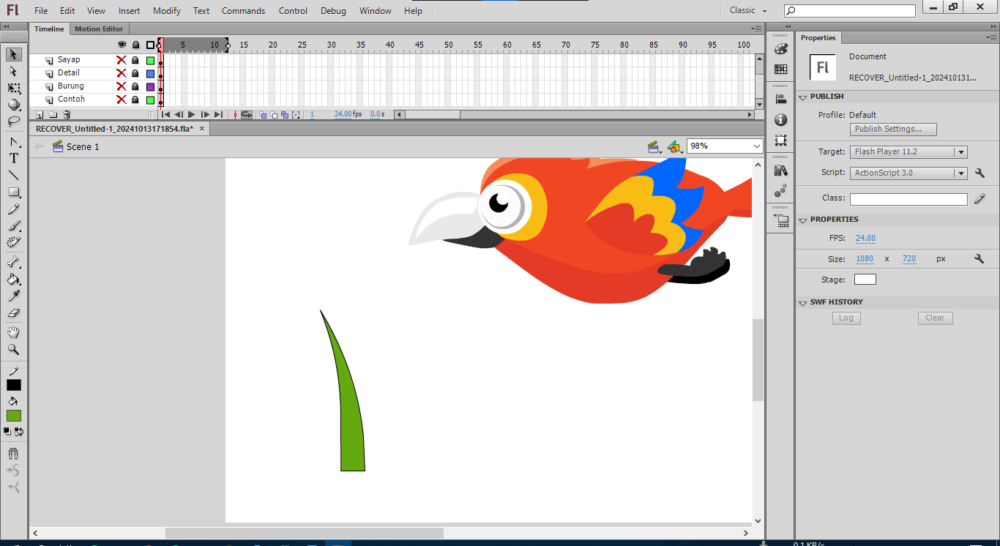 Fl File Edit View Insert Modify Text Commands Control Debug Window Help Classic
Timeline Motion Editor
5 10 15 20 25 30 35 40 45 50 55 60 65 70 75 80 85 90 95 100
Sayap
Detail
Burung
Contoh
1 24.00 fps 0.0 s
RECOVER_Untitled-1_20241013171854.fla*
Scene 1 98%
Properties
Fl
Document
RECOVER_Untitled-1_202410131...
PUBLISH
Profile: Default
Publish Settings...
Target: Flash Player 11.2
Script: ActionScript 3.0
Class:
PROPERTIES
FPS: 24.00
Size: 1080 x 720 px
Stage:
SWF HISTORY
Log Clear
T